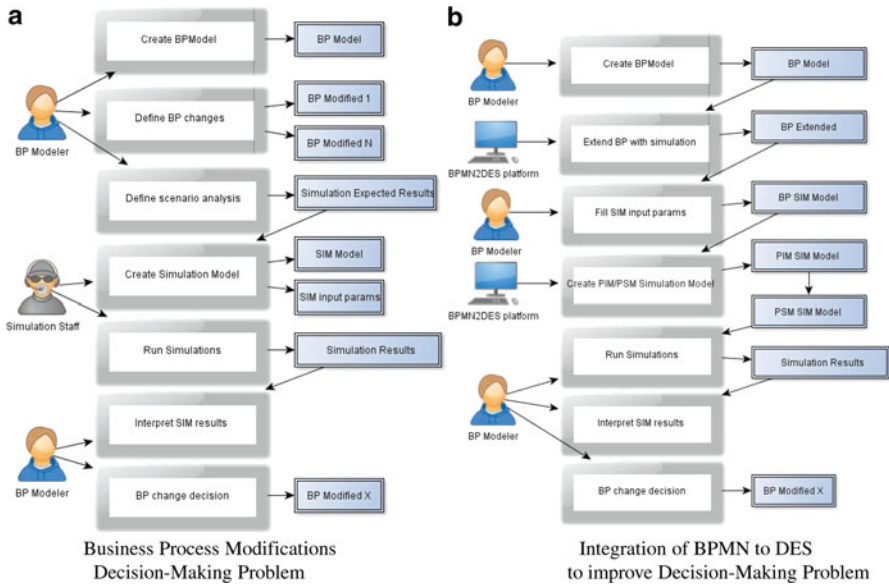 a
Create BPModel
BP Model
BP Modified 1
Define BP changes
BP Modeler
BP Modified N
Define scenario analysis
Simulation Expected Results
SIM Model
Create Simulation Model
SIM input params
Simulation Staff
Run Simulations
Simulation Results
Interpret SIM results
BP Modeler
BP change decision
BP Modified X
Business Process Modifications
Decision-Making Problem
b
Create BPModel
BP Model
BP Modeler
Extend BP with simulation
BP Extended
BPMN2DES platform
Fill SIM input params
BP SIM Model
BP Modeler
PIM SIM Model
Create PIM/PSM Simulation Model
BPMN2DES platform
PSM SIM Model
Run Simulations
Simulation Results
BP Modeler
Interpret SIM results
BP change decision
BP Modified X
Integration of BPMN to DES
to improve Decision-Making Problem